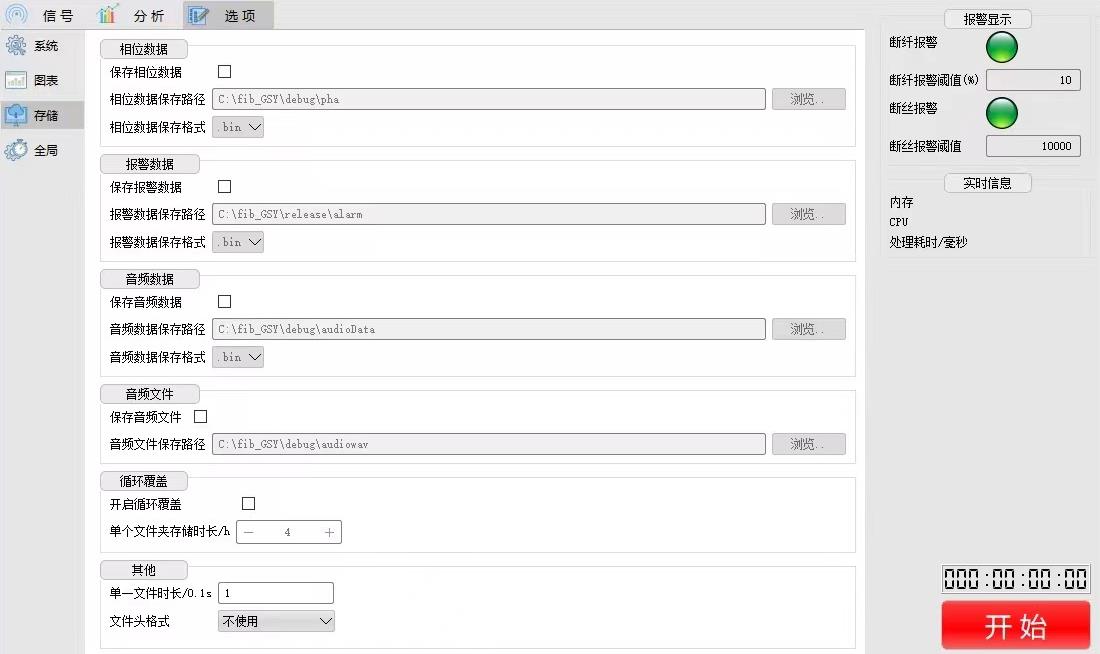 信号 分析 选项
系统
图表
存储
全局
相位数据
保存相位数据
相位数据保存路径 C:\fib_GSY\debug\pha 浏览..
相位数据保存格式 .bin
报警数据
保存报警数据
报警数据保存路径 C:\fib_GSY\release\alarm 浏览..
报警数据保存格式 .bin
音频数据
保存音频数据
音频数据保存路径 C:\fib_GSY\debug\audioData 浏览..
音频数据保存格式 .bin
音频文件
保存音频文件
音频文件保存路径 C:\fib_GSY\debug\audiowav 浏览..
循环覆盖
开启循环覆盖
单个文件夹存储时长/h − 4 +
其他
单一文件时长/0.1s 1
文件头格式 不使用
报警显示
断纤报警
断纤报警阈值(%) 10
断丝报警
断丝报警阈值 10000
实时信息
内存
CPU
处理耗时/毫秒
000:00:00:00
开始